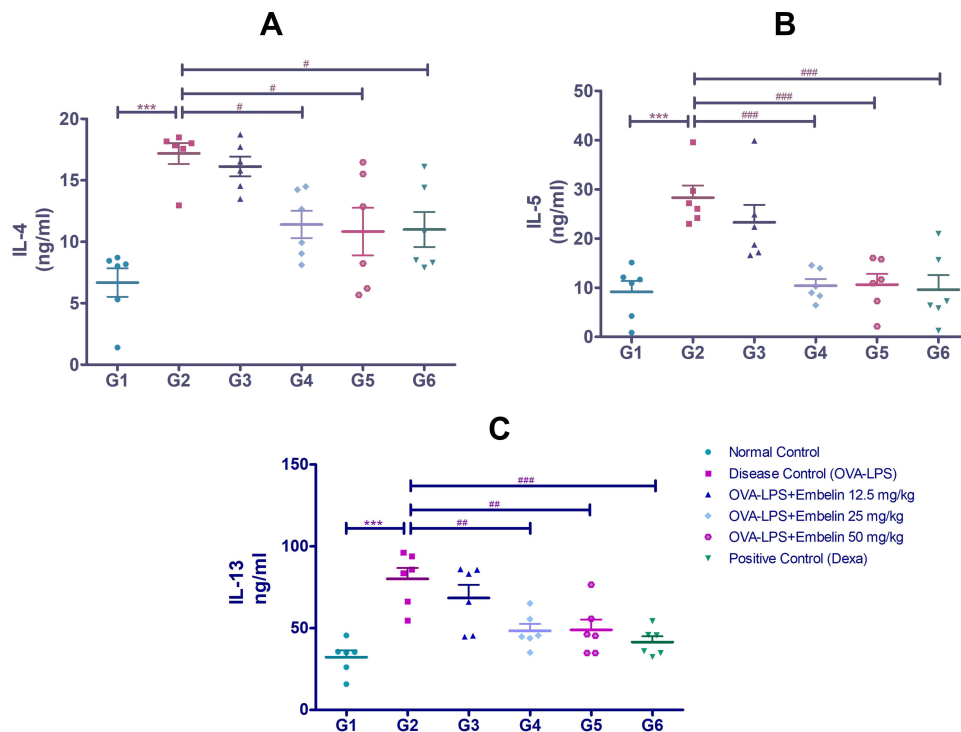 A
#
#
***
#
IL-4
(ng/ml)
20
15
10
5
0
G1 G2 G3 G4 G5 G6
B
###
###
***
###
IL-5
(ng/ml)
50
40
30
20
10
0
G1 G2 G3 G4 G5 G6
C
###
##
***
##
IL-13
ng/ml
150
100
50
0
G1 G2 G3 G4 G5 G6
Normal Control
Disease Control (OVA-LPS)
OVA-LPS+Embelin 12.5 mg/kg
OVA-LPS+Embelin 25 mg/kg
OVA-LPS+Embelin 50 mg/kg
Positive Control (Dexa)